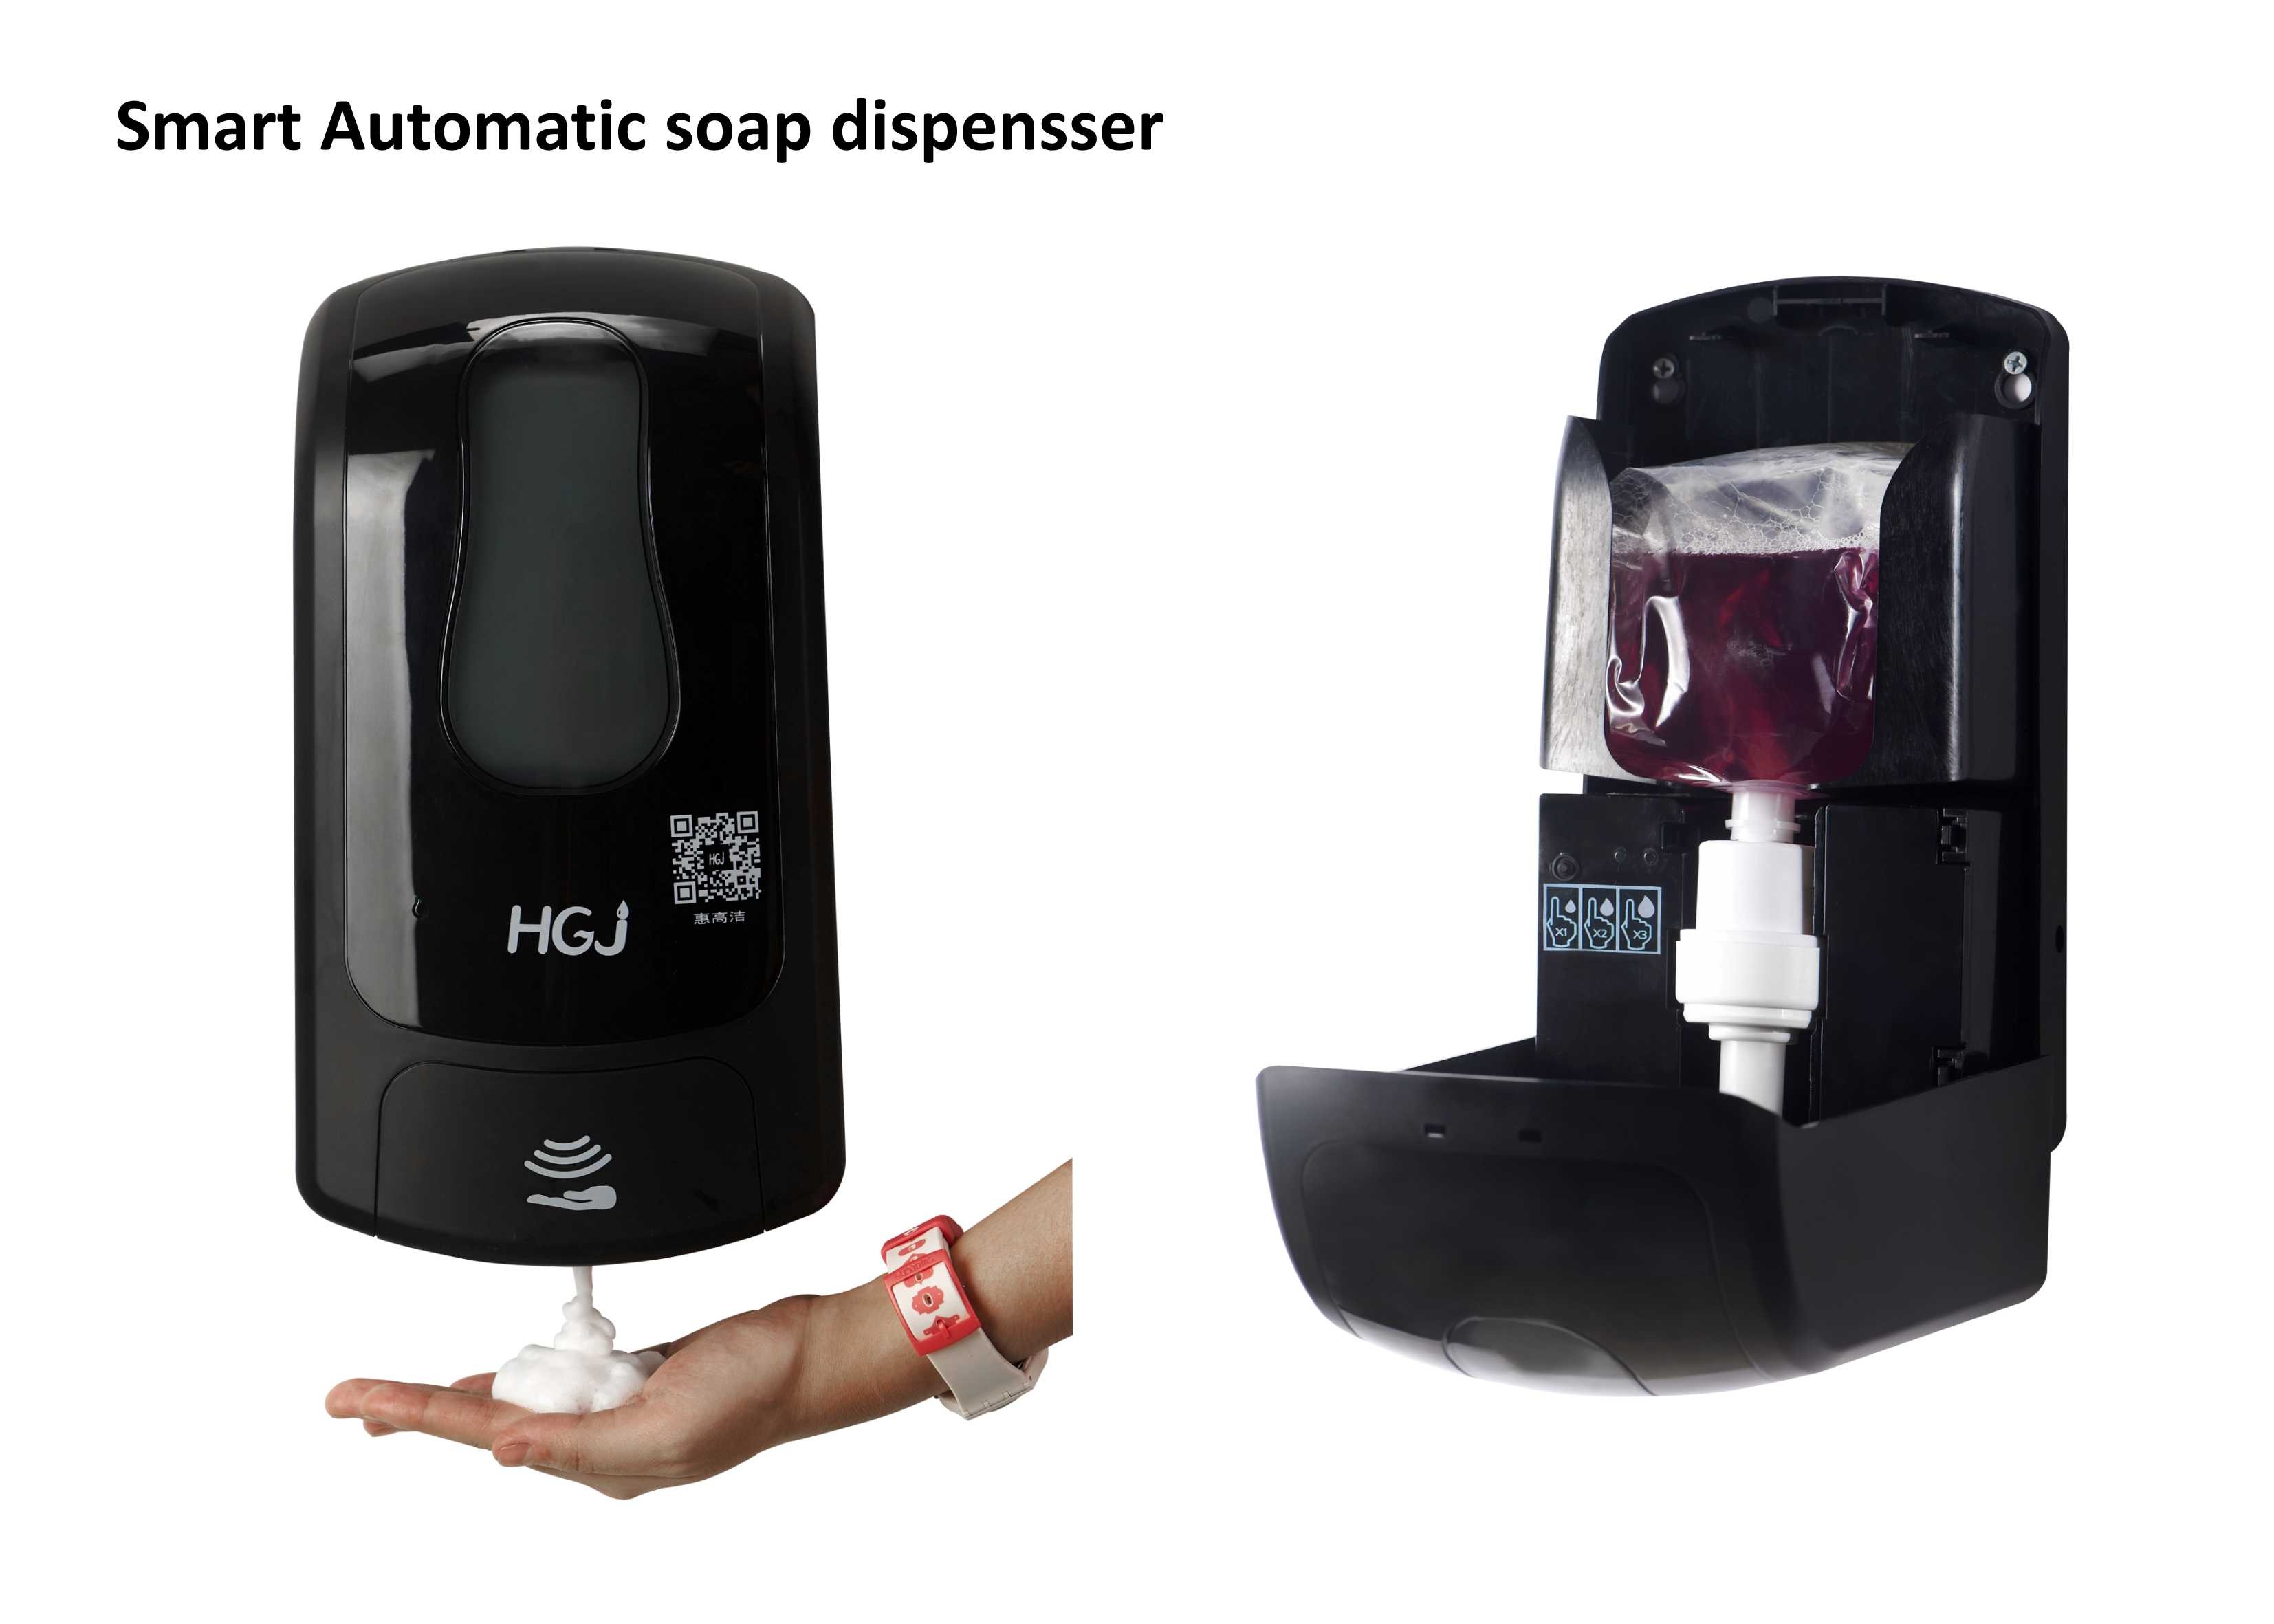 Smart Automatic soap dispensser
HGJ
惠高洁
HGJ
X1 X2 X3